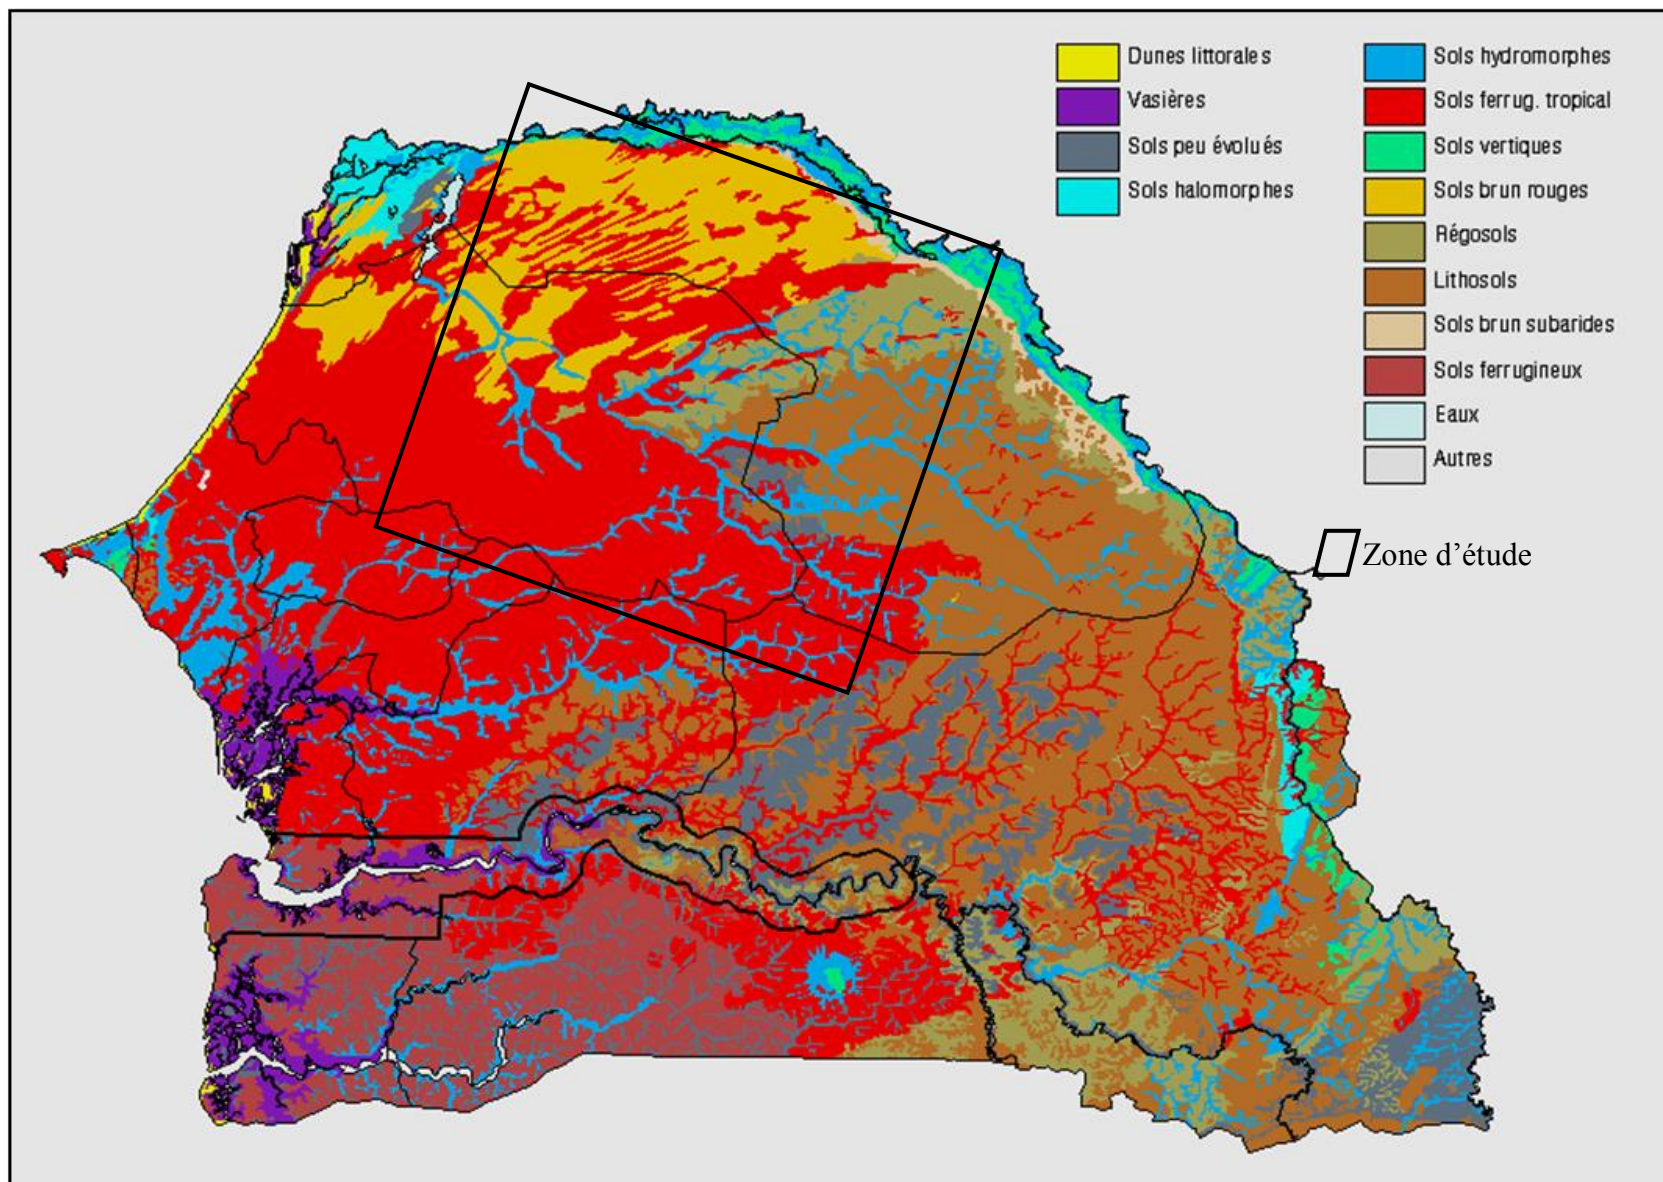 Dunes littorales
Vasières
Sols peu évolués
Sols halomorphes
Sols hydromorphes
Sols ferrug. tropical
Sols vertiques
Sols brun rouges
Régosols
Lithosols
Sols brun subarides
Sols ferrugineux
Eaux
Autres
Zone d'étude